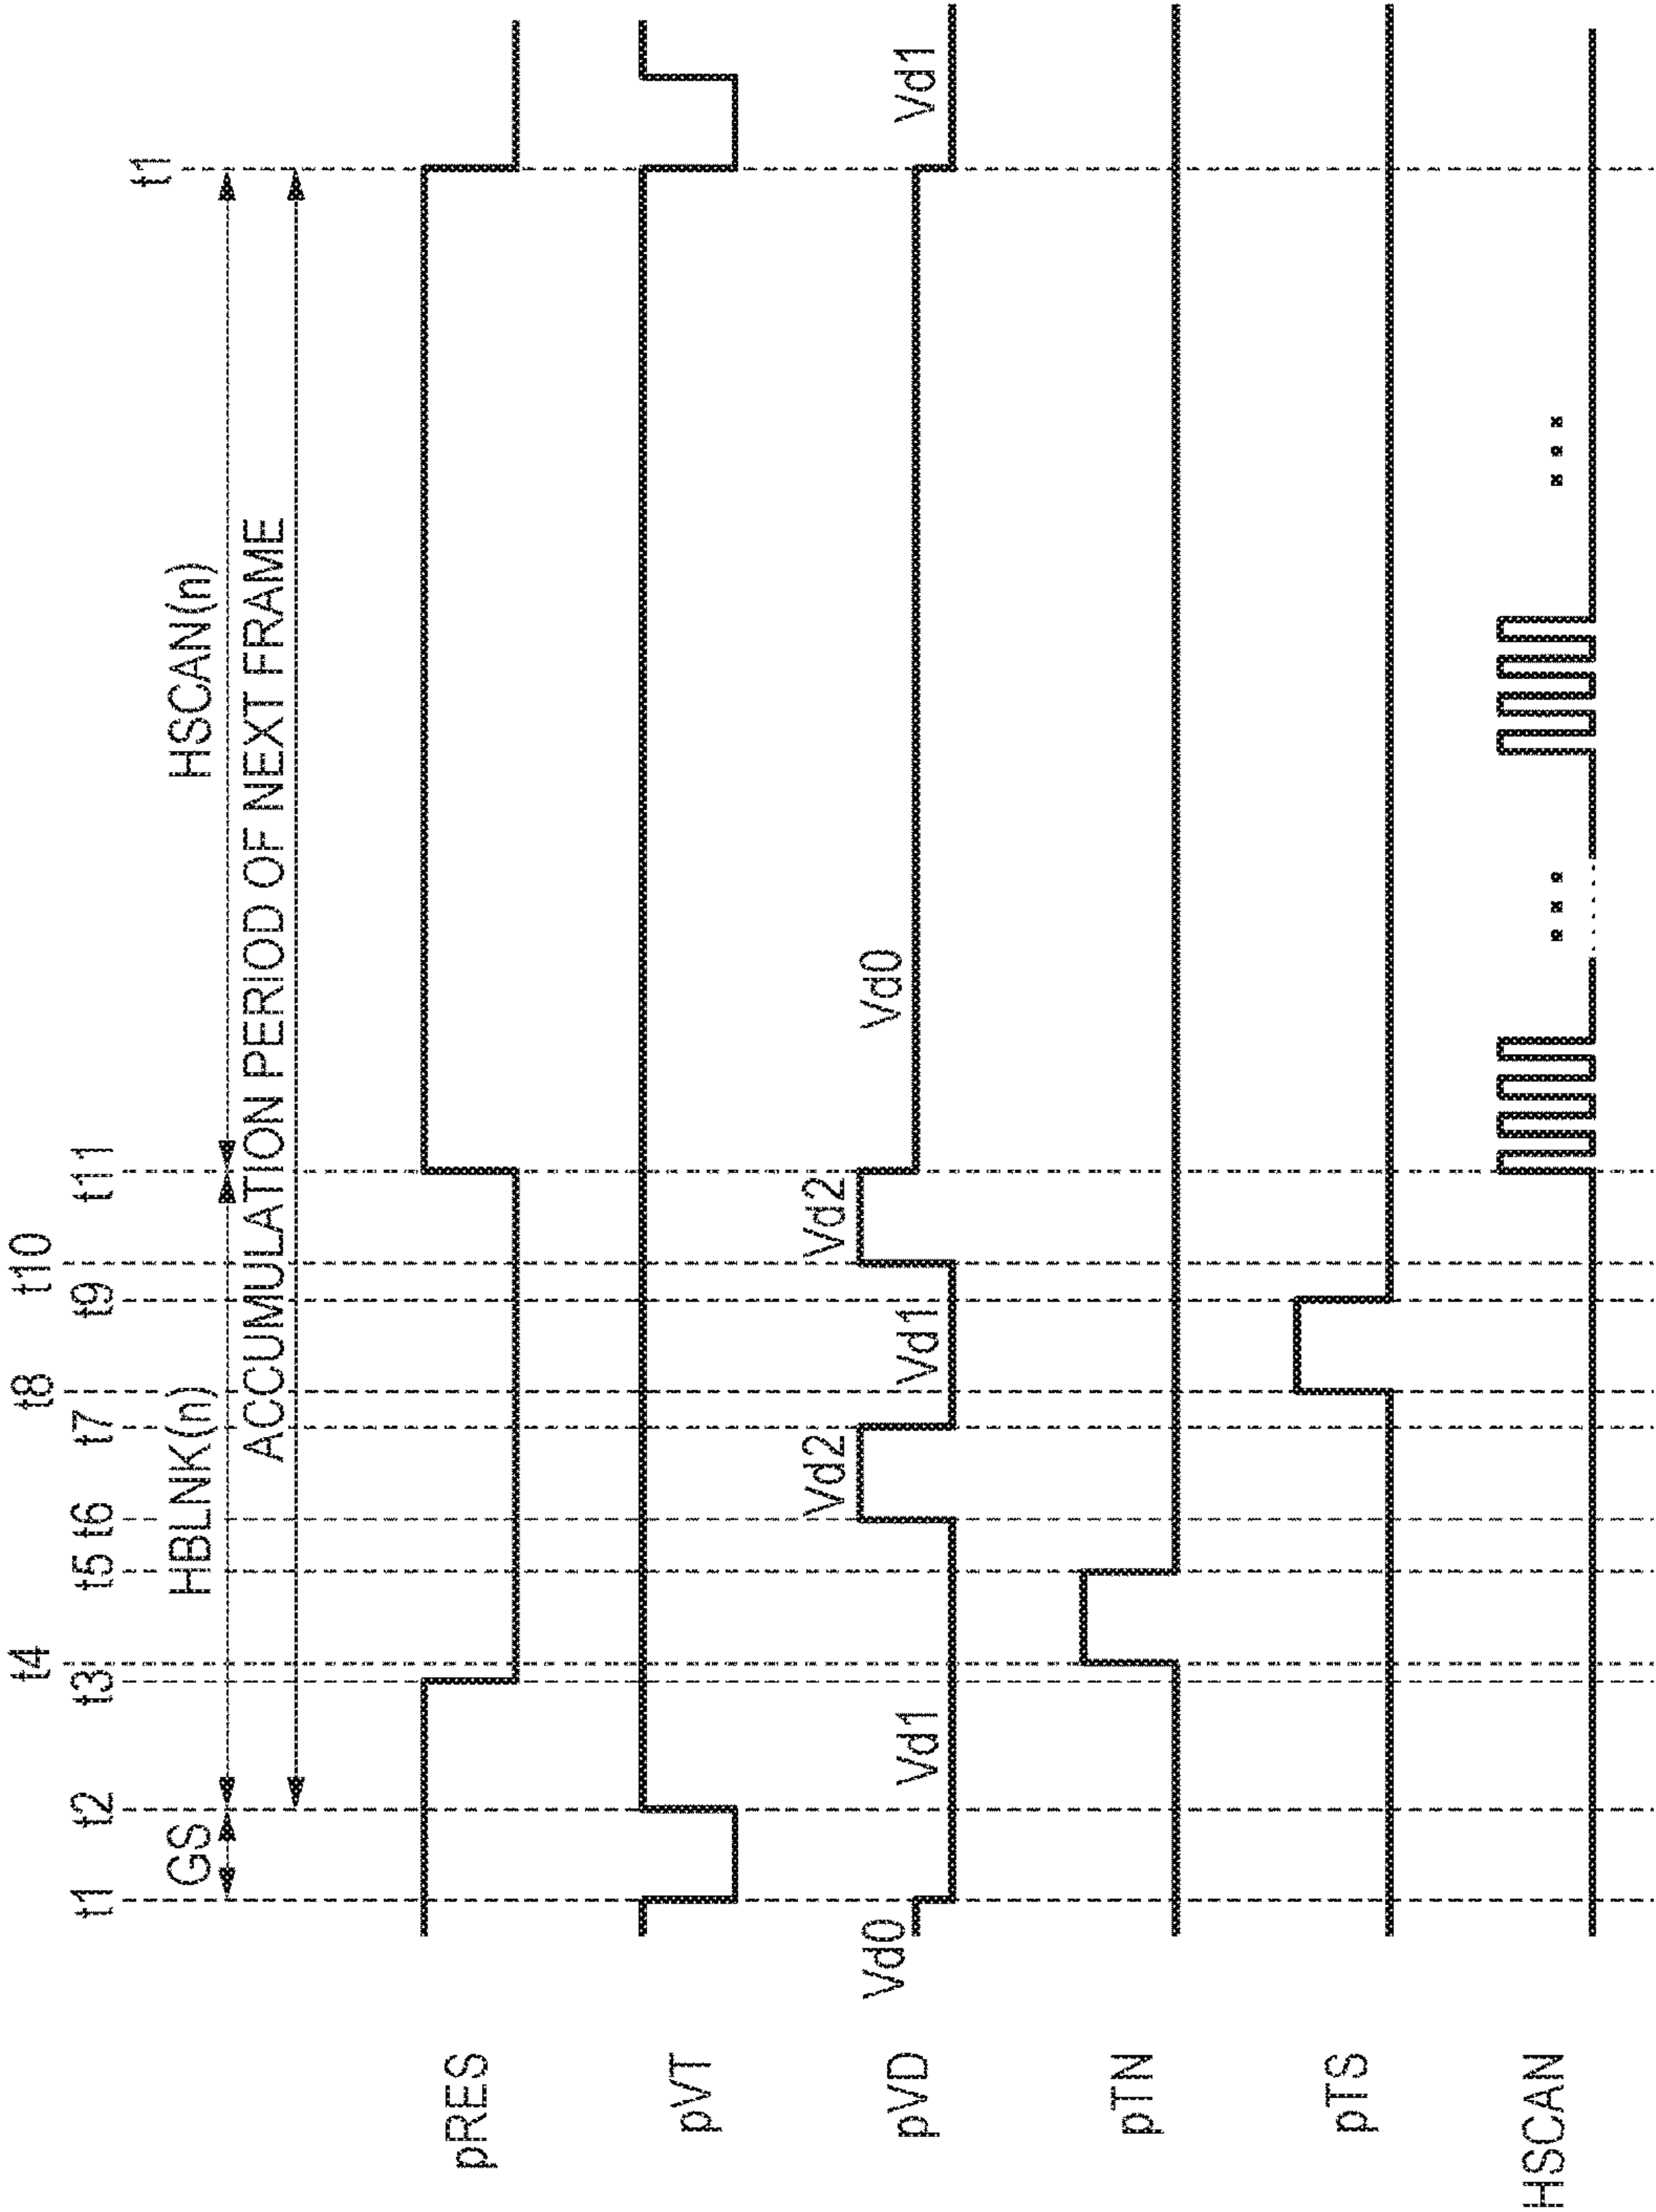 t4 t8 t10
t1 t2 t3 t5 t6 t7 t9 t11 t1
GS HBLNK(n) HSCAN(n)
ACCUMULATION PERIOD OF NEXT FRAME
pRES
pVT
pVD Vd0 Vd1 Vd2 Vd1 Vd2 Vd0 Vd1
pTN
pTS
HSCAN